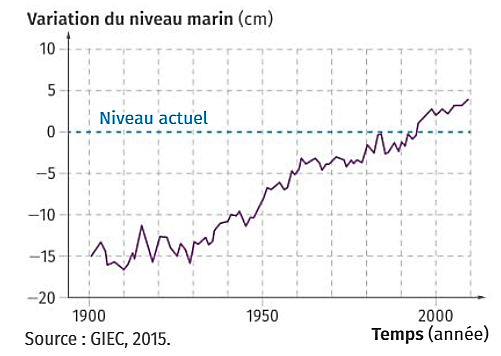 Variation du niveau marin (cm)
10
5
Niveau actuel
0
−5
−10
−15
−20
1900
1950
2000
Temps (année)
Source : GIEC, 2015.